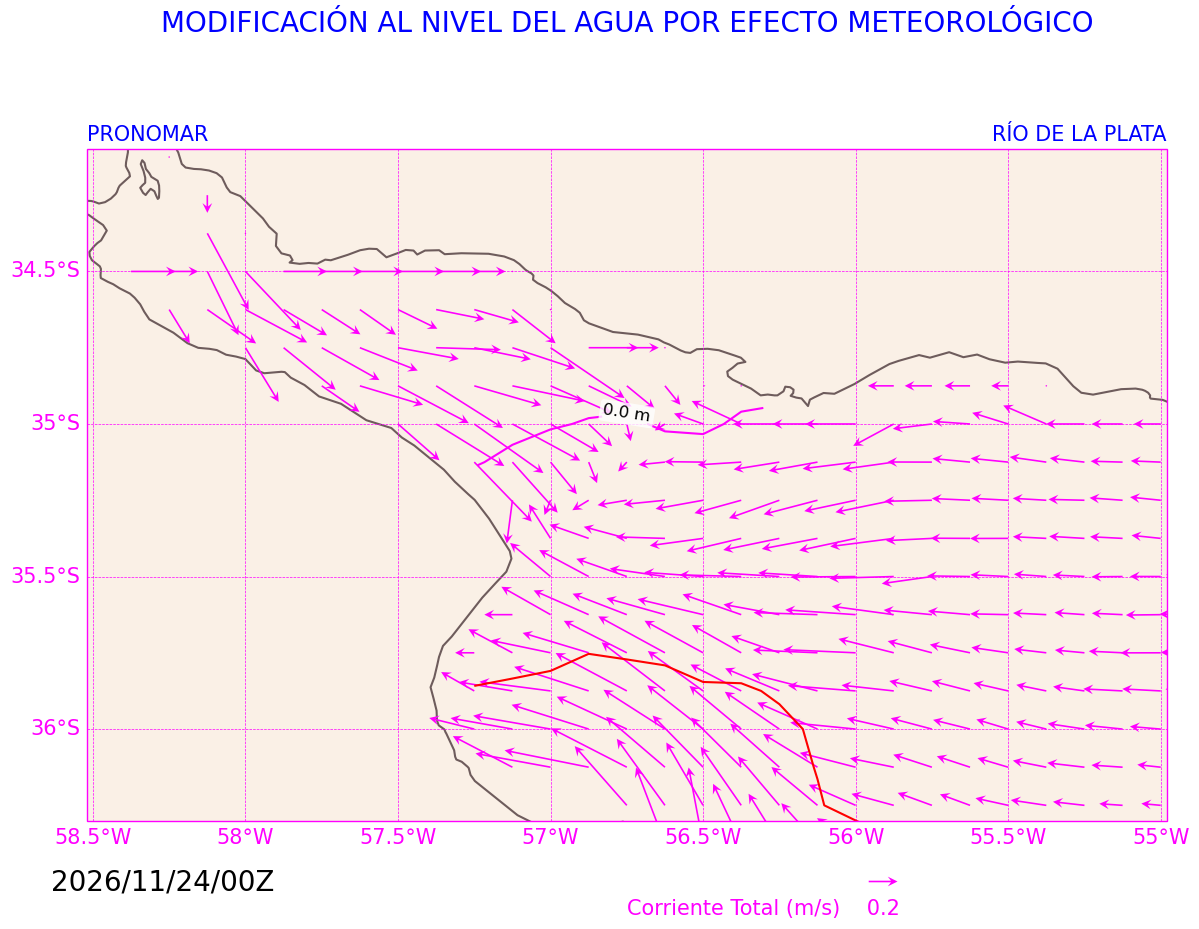 MODIFICACIÓN AL NIVEL DEL AGUA POR EFECTO METEOROLÓGICO
PRONOMAR RÍO DE LA PLATA
34.5°S
0.0 m
35°S
35.5°S
36°S
58.5°W 58°W 57.5°W 57°W 56.5°W 56°W 55.5°W 55°W
2026/11/24/00Z
Corriente Total (m/s) 0.2